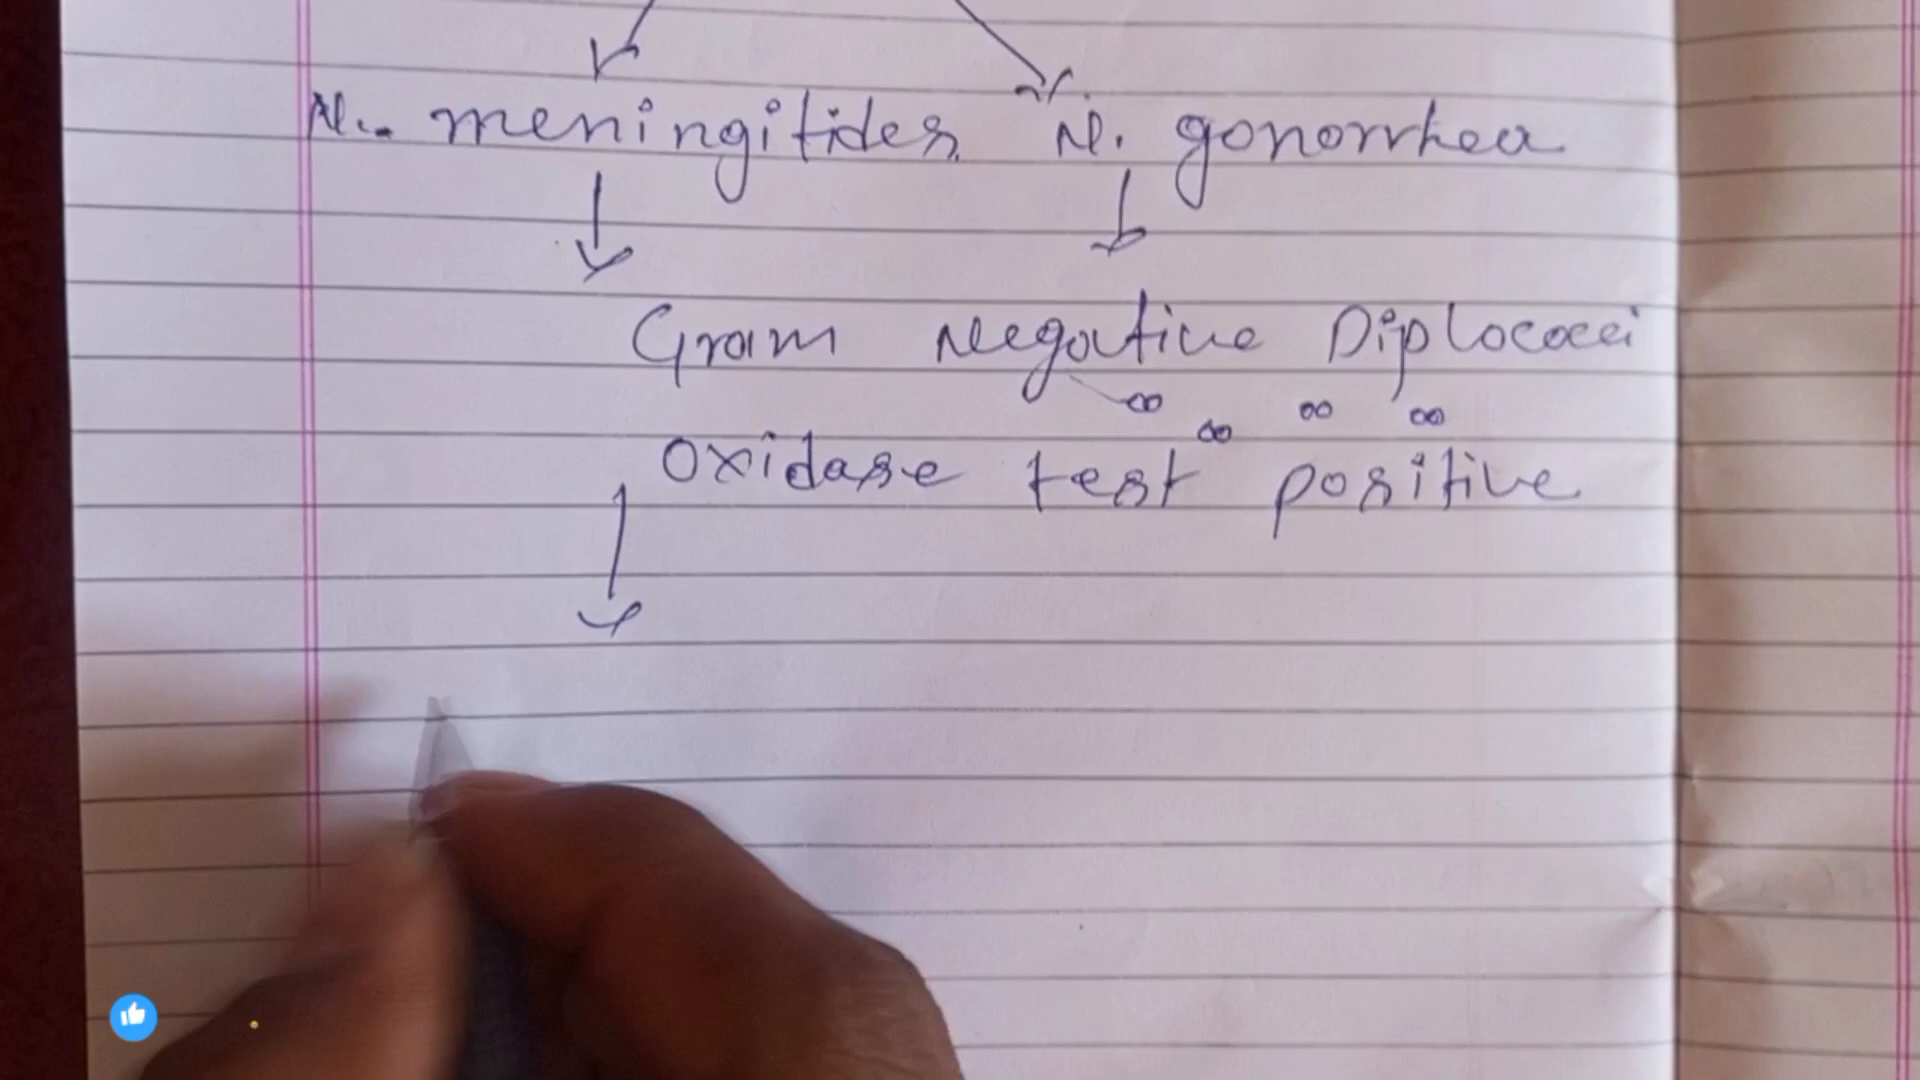 N. meningitides N. gonorrhea
Gram Negative Diplococci
Oxidase test positive